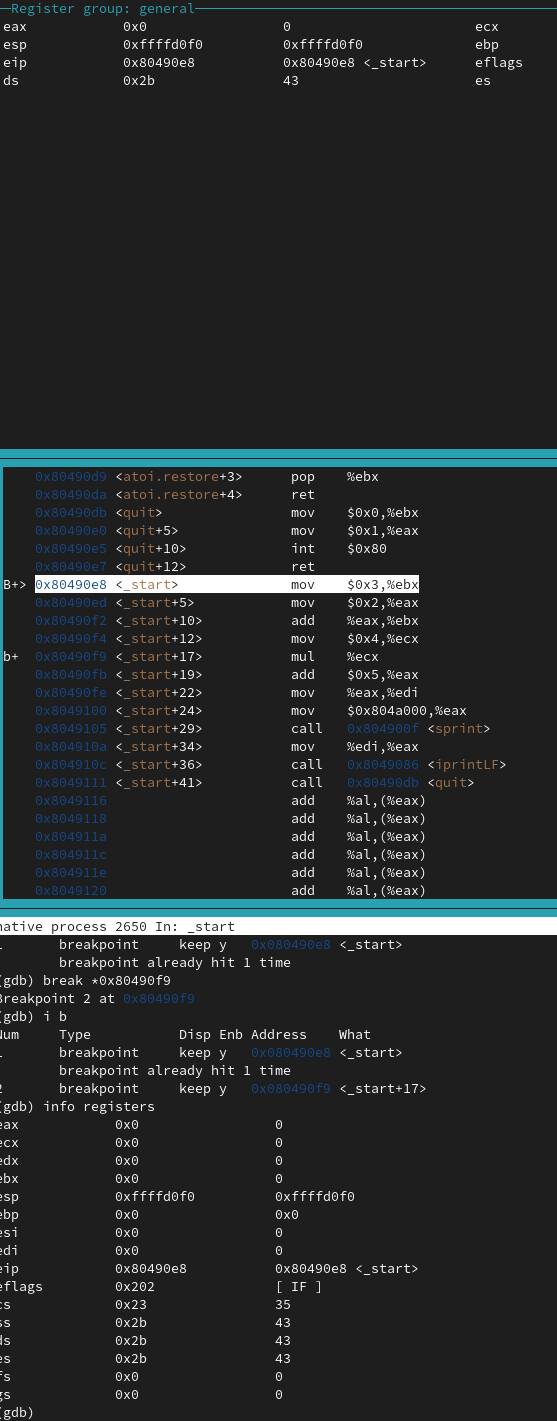 Register group: general
eax 0x0 0 ecx
esp 0xffffd0f0 0xffffd0f0 ebp
eip 0x80490e8 0x80490e8 <_start> eflags
ds 0x2b 43 es
0x80490d9 <atoi.restore+3> pop %ebx
0x80490da <atoi.restore+4> ret
0x80490db <quit> mov $0x0,%ebx
0x80490e0 <quit+5> mov $0x1,%eax
0x80490e5 <quit+10> int $0x80
0x80490e7 <quit+12> ret
B+> 0x80490e8 <_start> mov $0x3,%ebx
0x80490ed <_start+5> mov $0x2,%eax
0x80490f2 <_start+10> add %eax,%ebx
0x80490f4 <_start+12> mov $0x4,%ecx
b+ 0x80490f9 <_start+17> mul %ecx
0x80490fb <_start+19> add $0x5,%eax
0x80490fe <_start+22> mov %eax,%edi
0x8049100 <_start+24> mov $0x804a000,%eax
0x8049105 <_start+29> call 0x804900f <sprint>
0x804910a <_start+34> mov %edi,%eax
0x804910c <_start+36> call 0x8049086 <iprintLF>
0x8049111 <_start+41> call 0x80490db <quit>
0x8049116 add %al,(%eax)
0x8049118 add %al,(%eax)
0x804911a add %al,(%eax)
0x804911c add %al,(%eax)
0x804911e add %al,(%eax)
0x8049120 add %al,(%eax)
native process 2650 In: _start
1 breakpoint keep y 0x080490e8 <_start>
breakpoint already hit 1 time
(gdb) break *0x80490f9
Breakpoint 2 at 0x80490f9
(gdb) i b
Num Type Disp Enb Address What
1 breakpoint keep y 0x080490e8 <_start>
breakpoint already hit 1 time
2 breakpoint keep y 0x080490f9 <_start+17>
(gdb) info registers
eax 0x0 0
ecx 0x0 0
edx 0x0 0
ebx 0x0 0
esp 0xffffd0f0 0xffffd0f0
ebp 0x0 0x0
esi 0x0 0
edi 0x0 0
eip 0x80490e8 0x80490e8 <_start>
eflags 0x202 [ IF ]
cs 0x23 35
ss 0x2b 43
ds 0x2b 43
es 0x2b 43
fs 0x0 0
gs 0x0 0
(gdb)